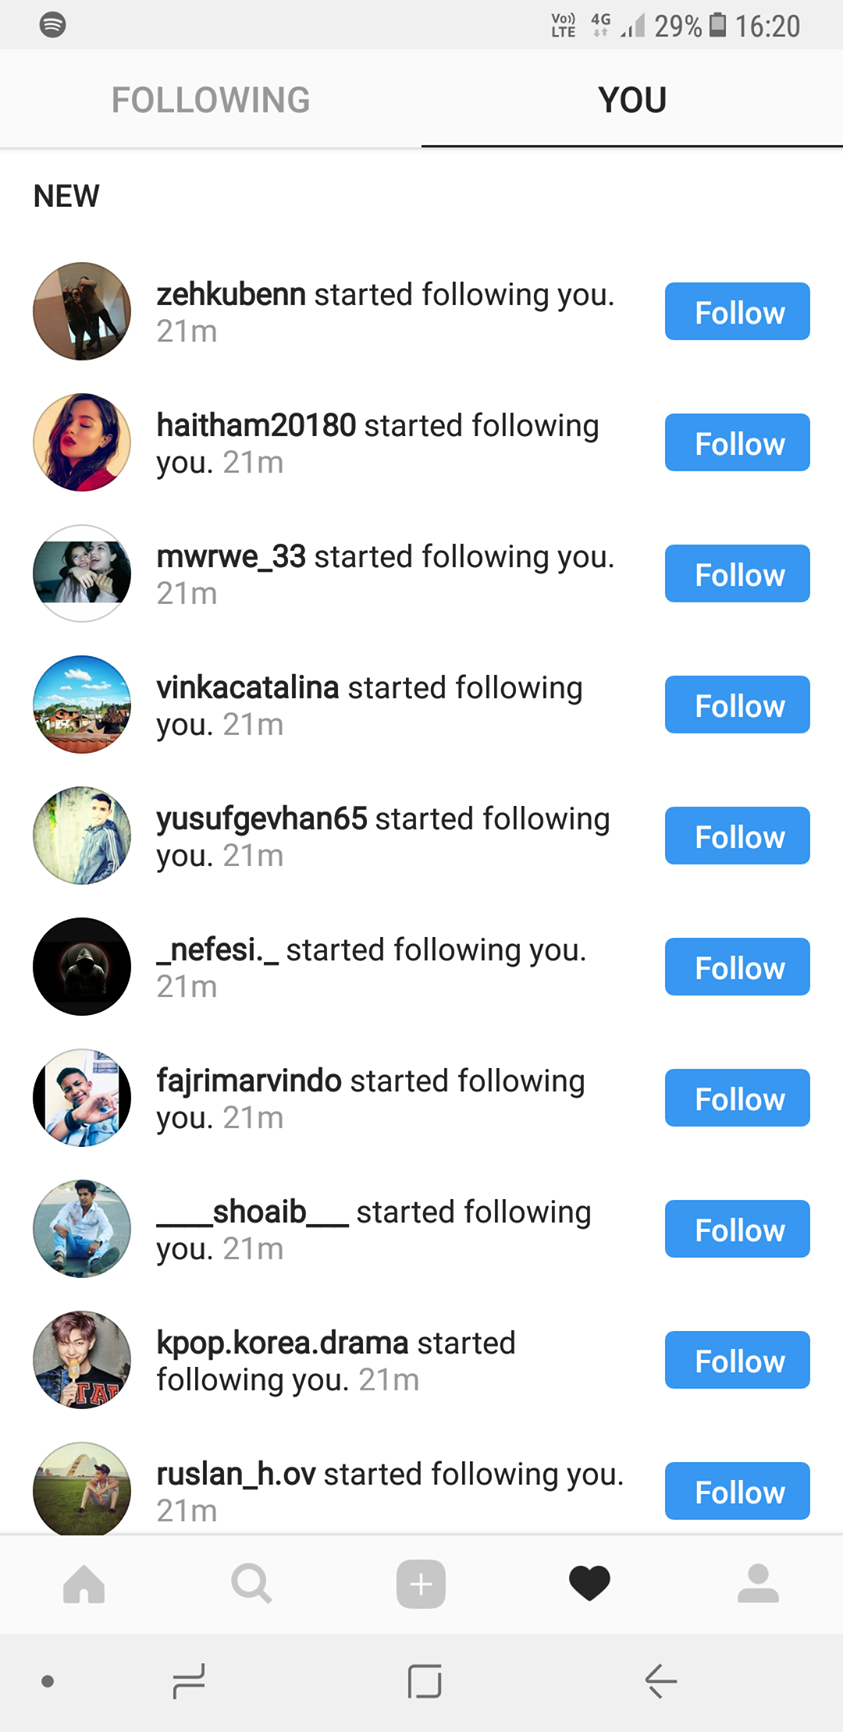 Vo)) LTE 4G 29% 16:20
FOLLOWING YOU
NEW
zehkubenn started following you.
21m
Follow
haitham20180 started following
you. 21m
Follow
mwrwe_33 started following you.
21m
Follow
vinkacatalina started following
you. 21m
Follow
yusufgevhan65 started following
you. 21m
Follow
_nefesi._ started following you.
21m
Follow
fajrimarvindo started following
you. 21m
Follow
____shoaib___ started following
you. 21m
Follow
kpop.korea.drama started
following you. 21m
Follow
ruslan_h.ov started following you.
21m
Follow